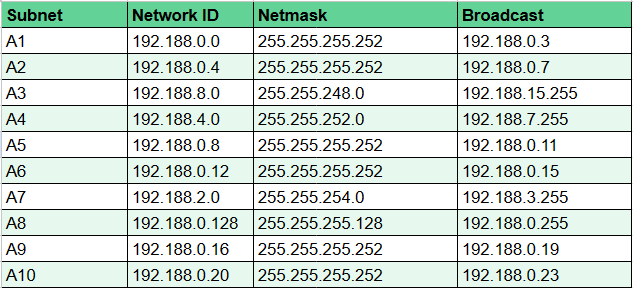 Subnet Network ID Netmask Broadcast
A1 192.188.0.0 255.255.255.252 192.188.0.3
A2 192.188.0.4 255.255.255.252 192.188.0.7
A3 192.188.8.0 255.255.248.0 192.188.15.255
A4 192.188.4.0 255.255.252.0 192.188.7.255
A5 192.188.0.8 255.255.255.252 192.188.0.11
A6 192.188.0.12 255.255.255.252 192.188.0.15
A7 192.188.2.0 255.255.254.0 192.188.3.255
A8 192.188.0.128 255.255.255.128 192.188.0.255
A9 192.188.0.16 255.255.255.252 192.188.0.19
A10 192.188.0.20 255.255.255.252 192.188.0.23